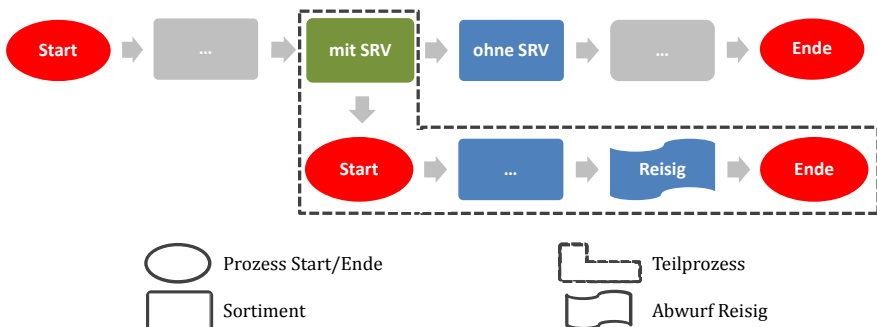 Start
...
mit SRV
ohne SRV
...
Ende
Start
...
Reisig
Ende
Prozess Start/Ende
Teilprozess
Sortiment
Abwurf Reisig